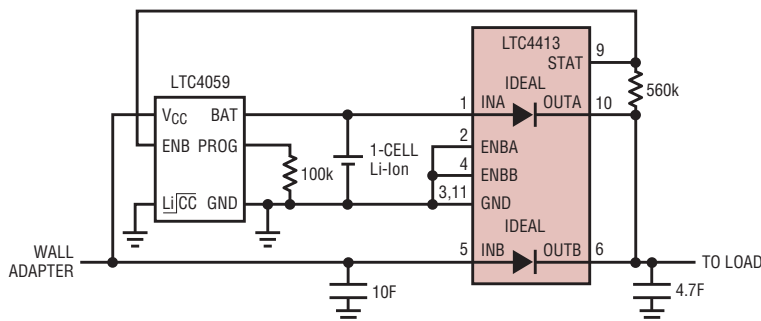 LTC4413
LTC4059
STAT
9
IDEAL
560k
VCC
BAT
1
INA
OUTA
10
ENB
PROG
2
ENBA
100k
1-CELL
Li-Ion
4
ENBB
LiCC
GND
3,11
GND
IDEAL
WALL
ADAPTER
5
INB
OUTB
6
TO LOAD
10F
4.7F